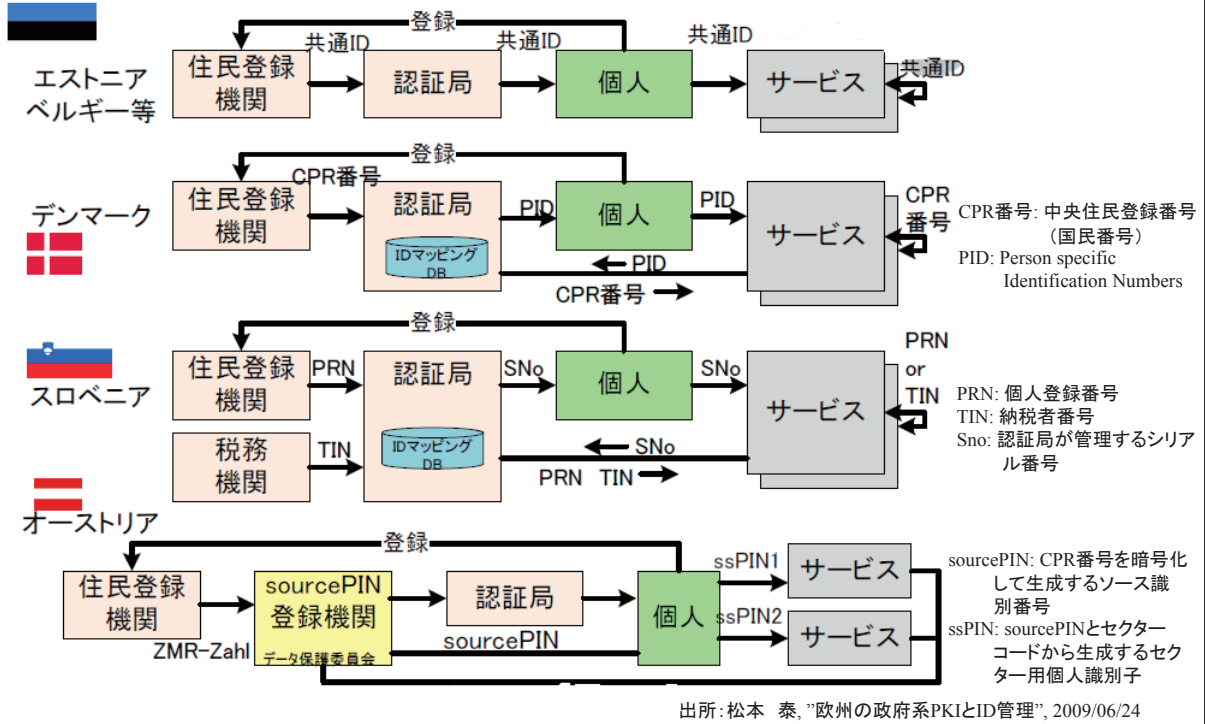 登録
共通ID
共通ID
共通ID
エストニア
ベルギー等
住民登録
機関
認証局
個人
サービス
共通ID
登録
CPR番号
デンマーク
住民登録
機関
認証局
IDマッピング
DB
PID
個人
PID
サービス
CPR
番号
PID
CPR番号
CPR番号: 中央住民登録番号
(国民番号)
PID: Person specific
Identification Numbers
登録
スロベニア
住民登録
機関
PRN
認証局
SNo
個人
SNo
サービス
PRN
or
TIN
税務
機関
TIN
IDマッピング
DB
SNo
PRN TIN
PRN: 個人登録番号
TIN: 納税者番号
Sno: 認証局が管理するシリア
ル番号
オーストリア
登録
住民登録
機関
ZMR-Zahl
sourcePIN
登録機関
データ保護委員会
認証局
sourcePIN
個人
ssPIN1
サービス
ssPIN2
サービス
sourcePIN: CPR番号を暗号化
して生成するソース識
別番号
ssPIN: sourcePINとセクター
コードから生成するセク
ター用個人識別子
出所:松本 泰, ”欧州の政府系PKIとID管理”, 2009/06/24